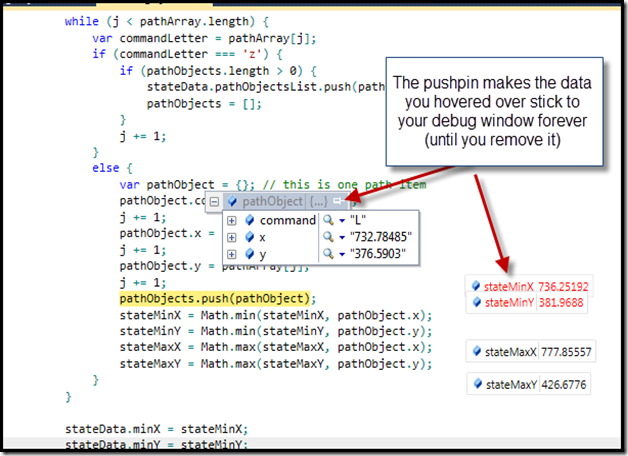 while (j < pathArray.length) {
var commandLetter = pathArray[j];
if (commandLetter === 'z') {
if (pathObjects.length > 0) {
stateData.pathObjectsList.push(
pathObjects = [];
}
j += 1;
}
else {
var pathObject = {}; // this is one path item
pathObject.
pathObject {...}
j += 1;
command "L"
pathObject.x =
x "732.78485"
j += 1;
y "376.5903"
pathObject.y = pathArray[j];
j += 1;
pathObjects.push(pathObject);
stateMinX = Math.min(stateMinX, pathObject.x);
stateMinY = Math.min(stateMinY, pathObject.y);
stateMaxX = Math.max(stateMaxX, pathObject.x);
stateMaxY = Math.max(stateMaxY, pathObject.y);
}
}
stateData.minX = stateMinX;
stateData.minY = stateMinY;
The pushpin makes the data
you hovered over stick to
your debug window forever
(until you remove it)
stateMinX 736.25192
stateMinY 381.9688
stateMaxX 777.85557
stateMaxY 426.6776